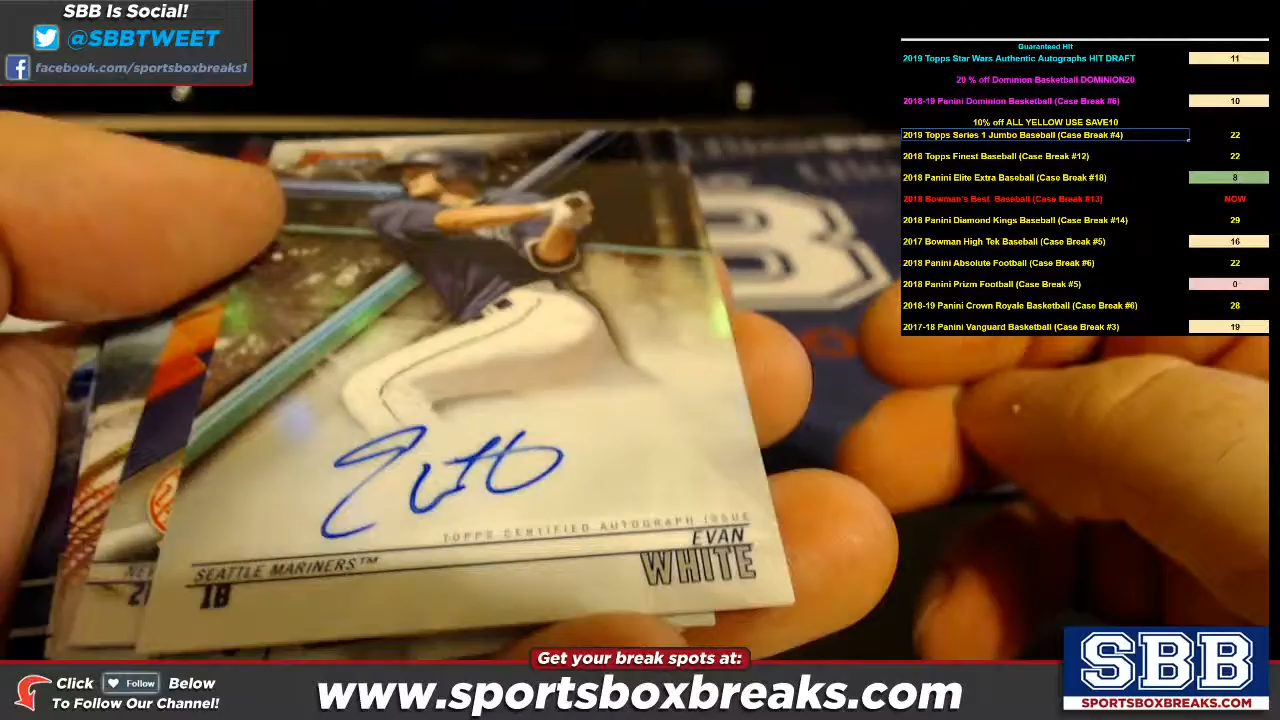 SBB Is Social!
@SBBTWEET
facebook.com/sportsboxbreaks1
Quaranteed Hit
2019 Topps Star Wars Authentic Autographs HIT DRAFT 11
20 % off Dominion Basketball DOMINION20
2018-19 Panini Dominion Basketball (Case Break #6) 10
10% off ALL YELLOW USE SAVE10
2019 Topps Series 1 Jumbo Baseball (Case Break #4) 22
2018 Topps Finest Baseball (Case Break #12) 22
2018 Panini Elite Extra Baseball (Case Break #18) 8
2018 Bowman's Best Baseball (Case Break #13) NOW
2018 Panini Diamond Kings Baseball (Case Break #14) 29
2017 Bowman High Tek Baseball (Case Break #5) 16
2018 Panini Absolute Football (Case Break #6) 22
2018 Panini Prizm Football (Case Break #5) 0
2018-19 Panini Crown Royale Basketball (Case Break #6) 28
2017-18 Panini Vanguard Basketball (Case Break #3) 19
TOPPS CERTIFIED AUTOGRAPH ISSUE
EVAN
WHITE
SEATTLE MARINERS™
18
Get your break spots at:
Click Follow Below
To Follow Our Channel!
www.sportsboxbreaks.com
SBB
SPORTSBOXBREAKS.COM